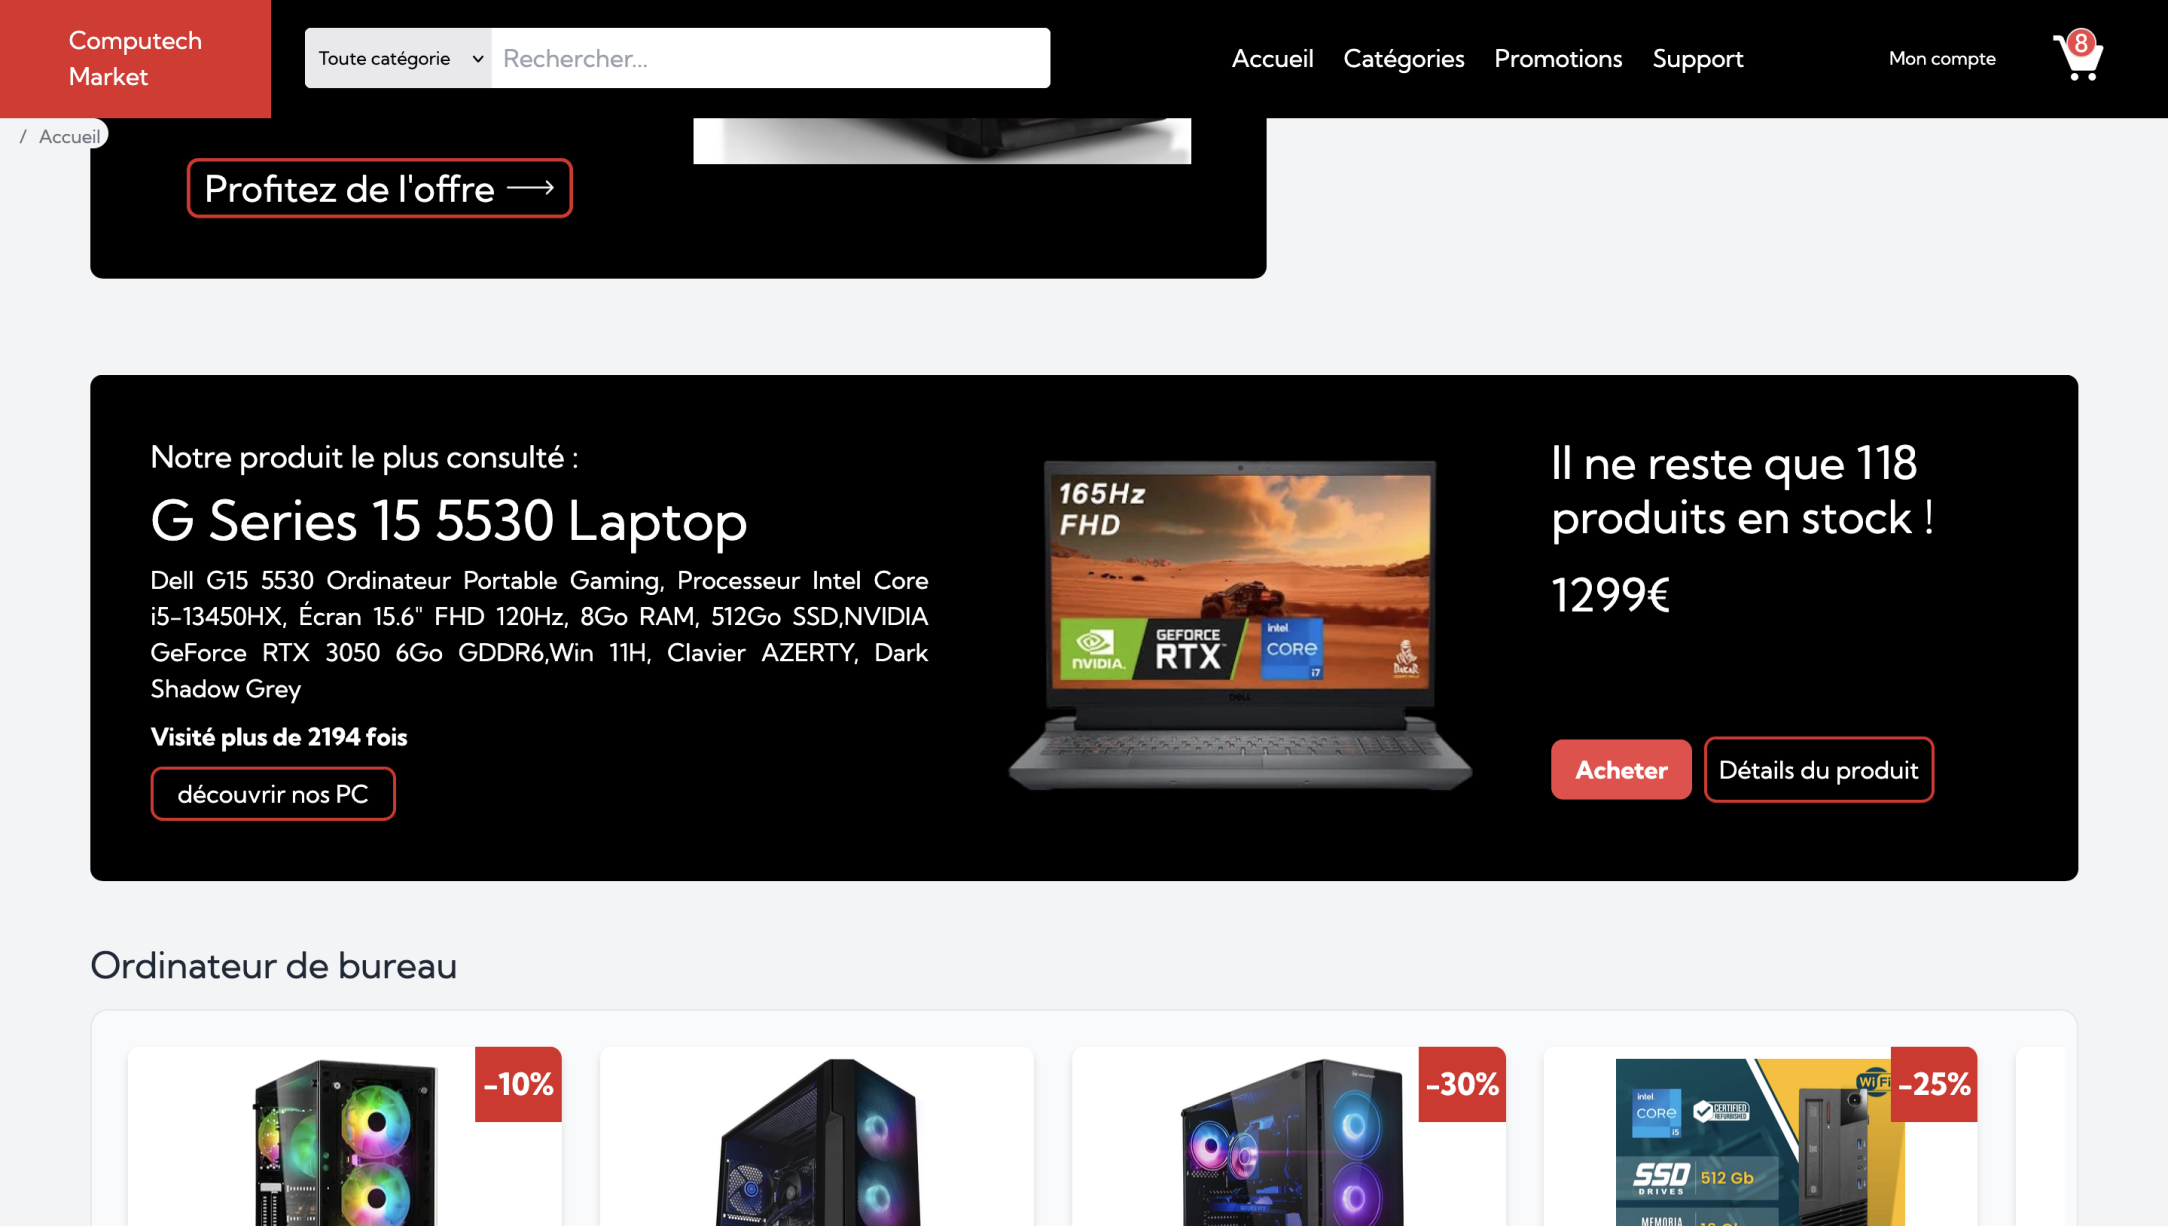 Computech
Market
Toute catégorie
Rechercher...
Accueil
Catégories
Promotions
Support
Mon compte
8
/ Accueil
Profitez de l'offre
Notre produit le plus consulté :
G Series 15 5530 Laptop
Dell G15 5530 Ordinateur Portable Gaming, Processeur Intel Core
i5-13450HX, Écran 15.6" FHD 120Hz, 8Go RAM, 512Go SSD,NVIDIA
GeForce RTX 3050 6Go GDDR6,Win 11H, Clavier AZERTY, Dark
Shadow Grey
Visité plus de 2194 fois
découvrir nos PC
165Hz
FHD
NVIDIA.
GEFORCE
RTX
intel
CORE
i7
DAKAR
DELL
Il ne reste que 118
produits en stock !
1299€
Acheter
Détails du produit
Ordinateur de bureau
-10%
-30%
-25%
intel
CORE
i5
CERTIFIED
REFURBISHED
WiFi
SSD
DRIVES
512 Gb
MEMORIA